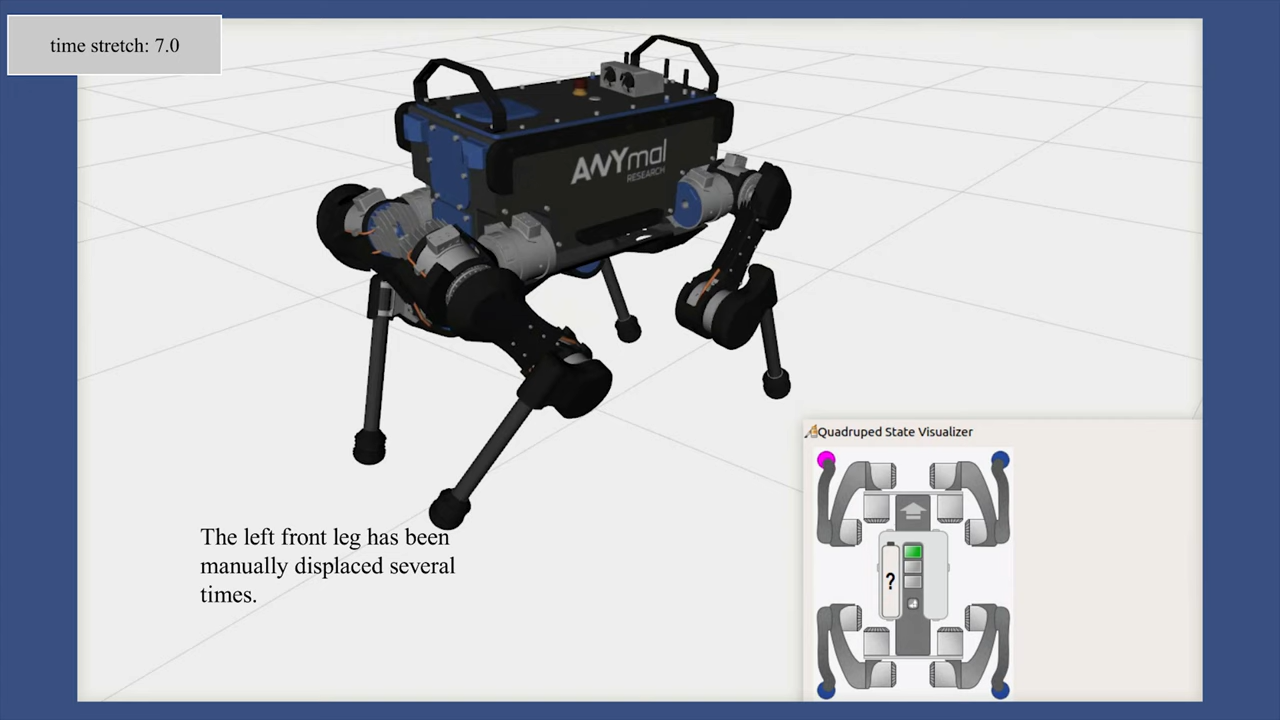 time stretch: 7.0
ANYmal
RESEARCH
The left front leg has been
manually displaced several
times.
Quadruped State Visualizer
?